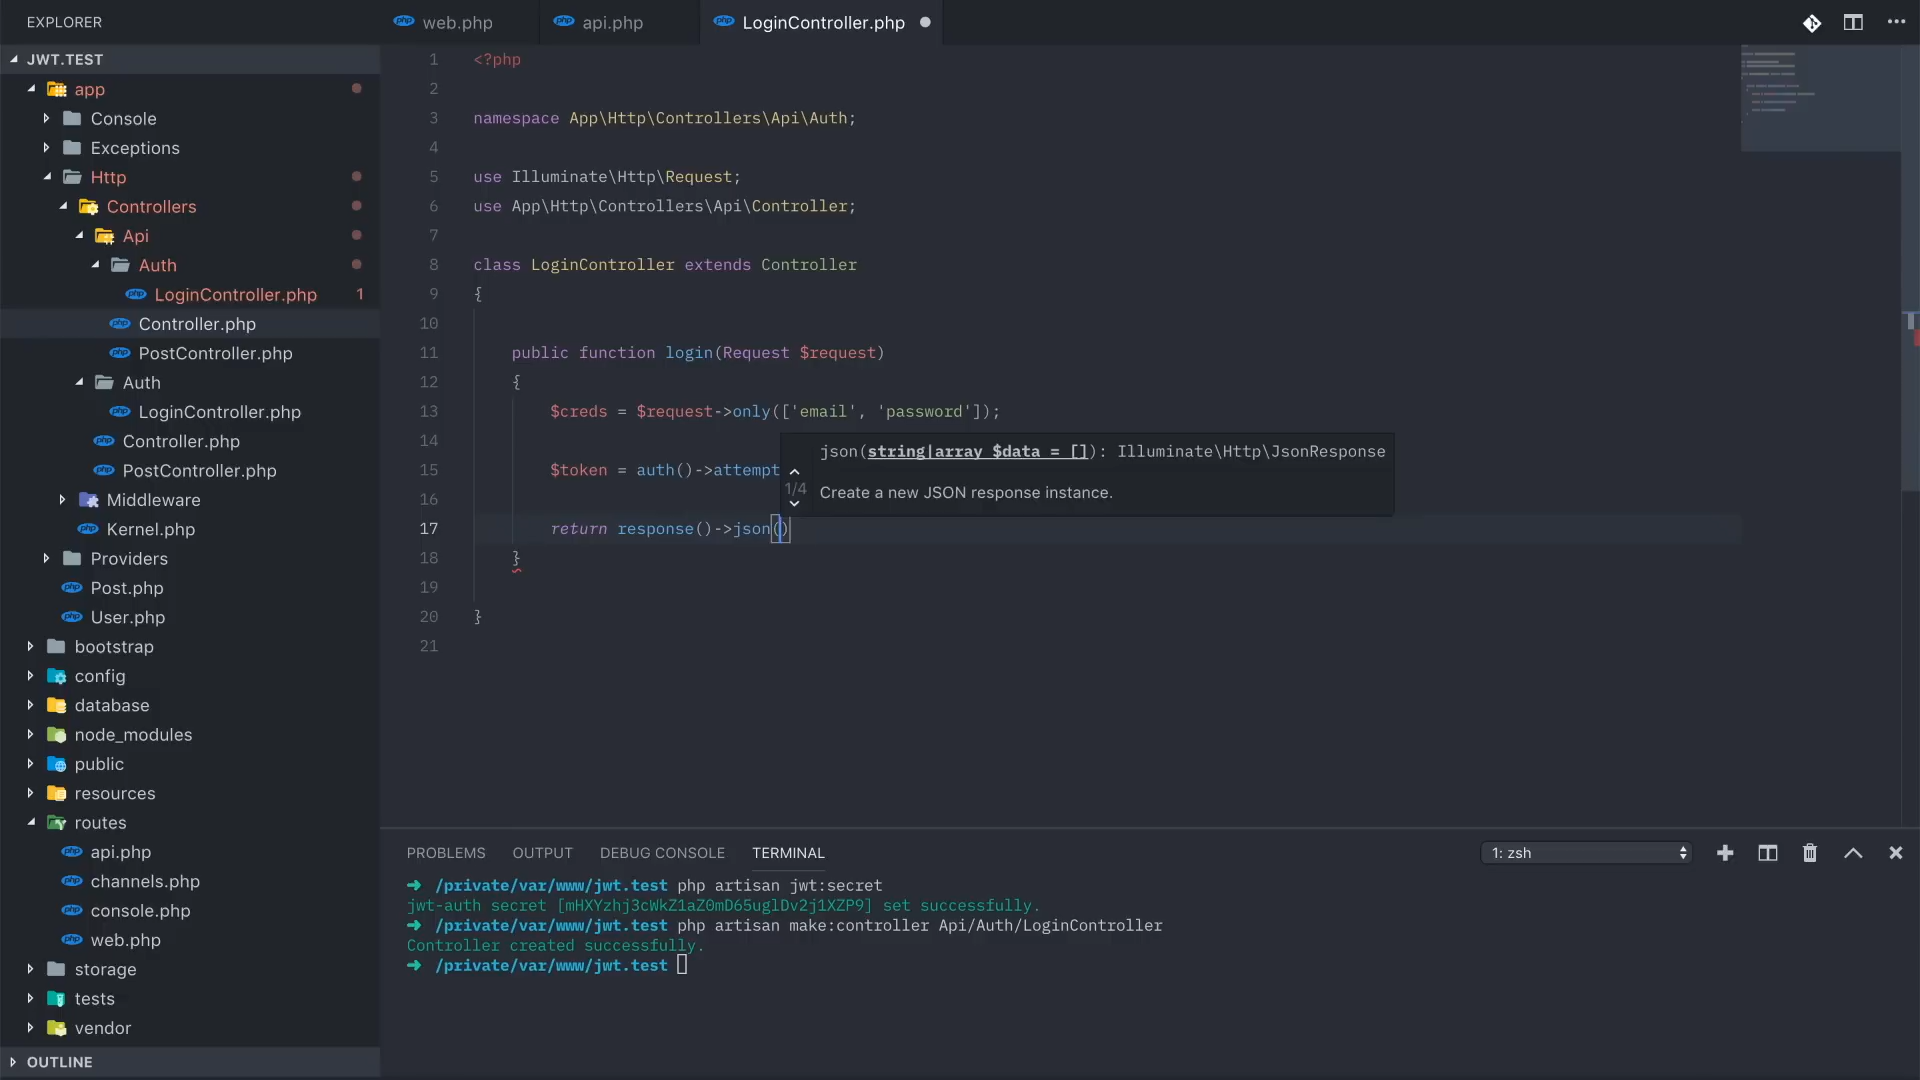 EXPLORER
JWT.TEST
app
Console
Exceptions
Http
Controllers
Api
Auth
LoginController.php 1
Controller.php
PostController.php
Auth
LoginController.php
Controller.php
PostController.php
Middleware
Kernel.php
Providers
Post.php
User.php
bootstrap
config
database
node_modules
public
resources
routes
api.php
channels.php
console.php
web.php
storage
tests
vendor
OUTLINE
web.php
api.php
LoginController.php
1 <?php
2
3 namespace App\Http\Controllers\Api\Auth;
4
5 use Illuminate\Http\Request;
6 use App\Http\Controllers\Api\Controller;
7
8 class LoginController extends Controller
9 {
10
11 public function login(Request $request)
12 {
13 $creds = $request->only(['email', 'password']);
14
15 $token = auth()->attempt
16
17 return response()->json()
18 }
19
20 }
21
json(string|array $data = []): Illuminate\Http\JsonResponse
1/4
Create a new JSON response instance.
PROBLEMS OUTPUT DEBUG CONSOLE TERMINAL
1: zsh
➜ /private/var/www/jwt.test php artisan jwt:secret
jwt-auth secret [mHXYzhj3cWkZ1aZ0mD65uglDv2j1XZP9] set successfully.
➜ /private/var/www/jwt.test php artisan make:controller Api/Auth/LoginController
Controller created successfully.
➜ /private/var/www/jwt.test